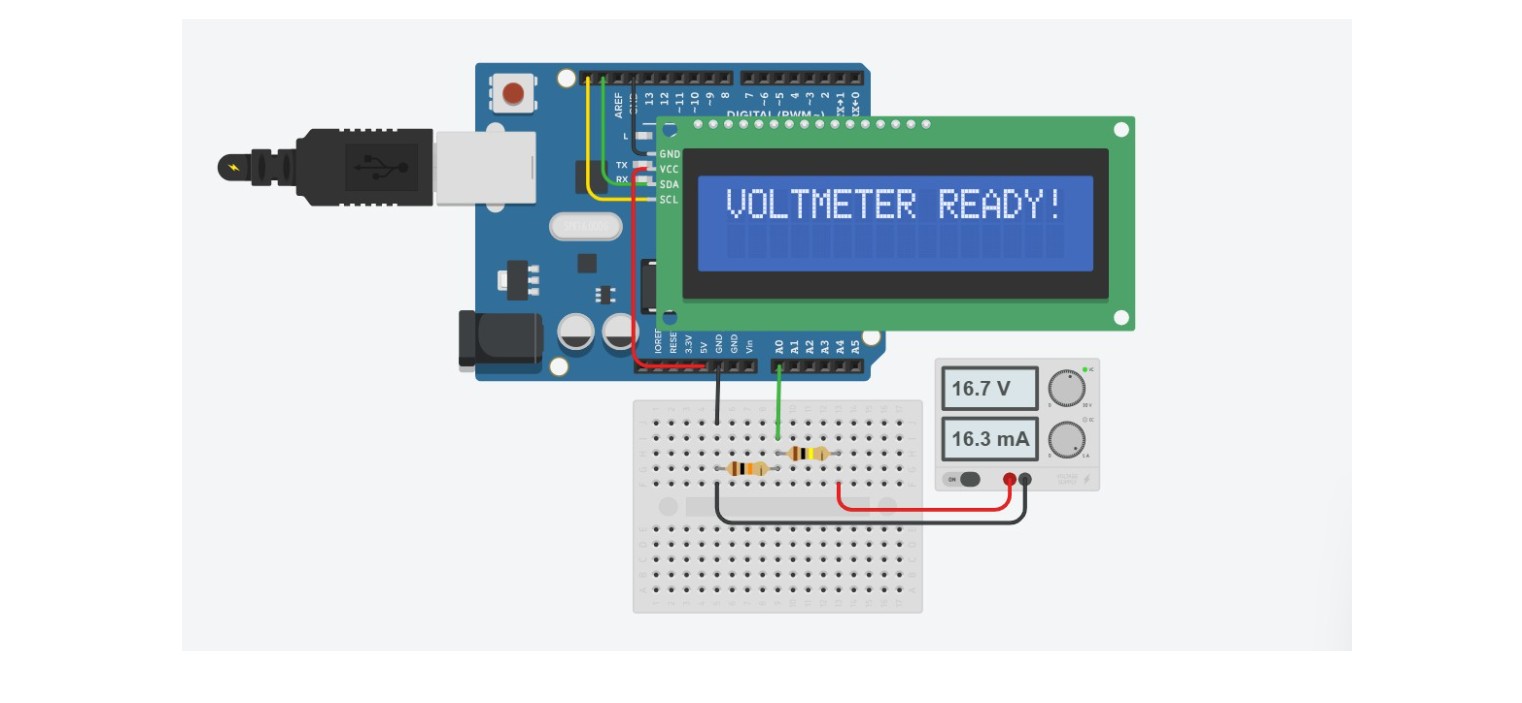 AREF
GND
13
12
~11
~10
~9
8
7
~6
~5
4
~3
2
TX→1
RX←0
DIGITAL (PWM~)
L
TX
RX
GND
VCC
SDA
SCL
VOLTMETER READY!
IOREF
RESET
3.3V
5V
GND
GND
Vin
A0
A1
A2
A3
A4
A5
16.7 V
16.3 mA
ON